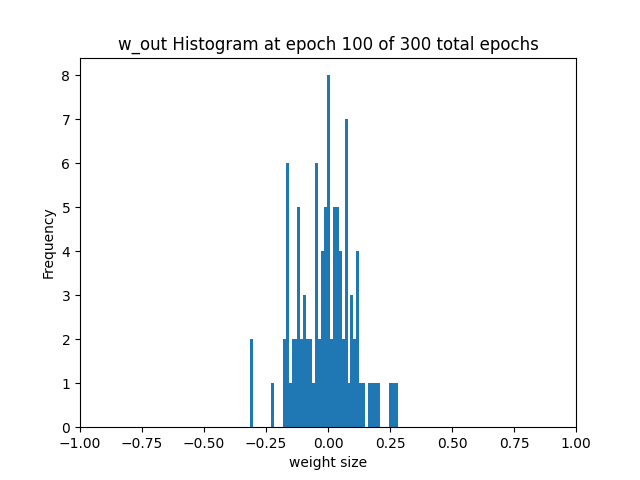 w_out Histogram at epoch 100 of 300 total epochs
Frequency
8
7
6
5
4
3
2
1
0
−1.00 −0.75 −0.50 −0.25 0.00 0.25 0.50 0.75 1.00
weight size